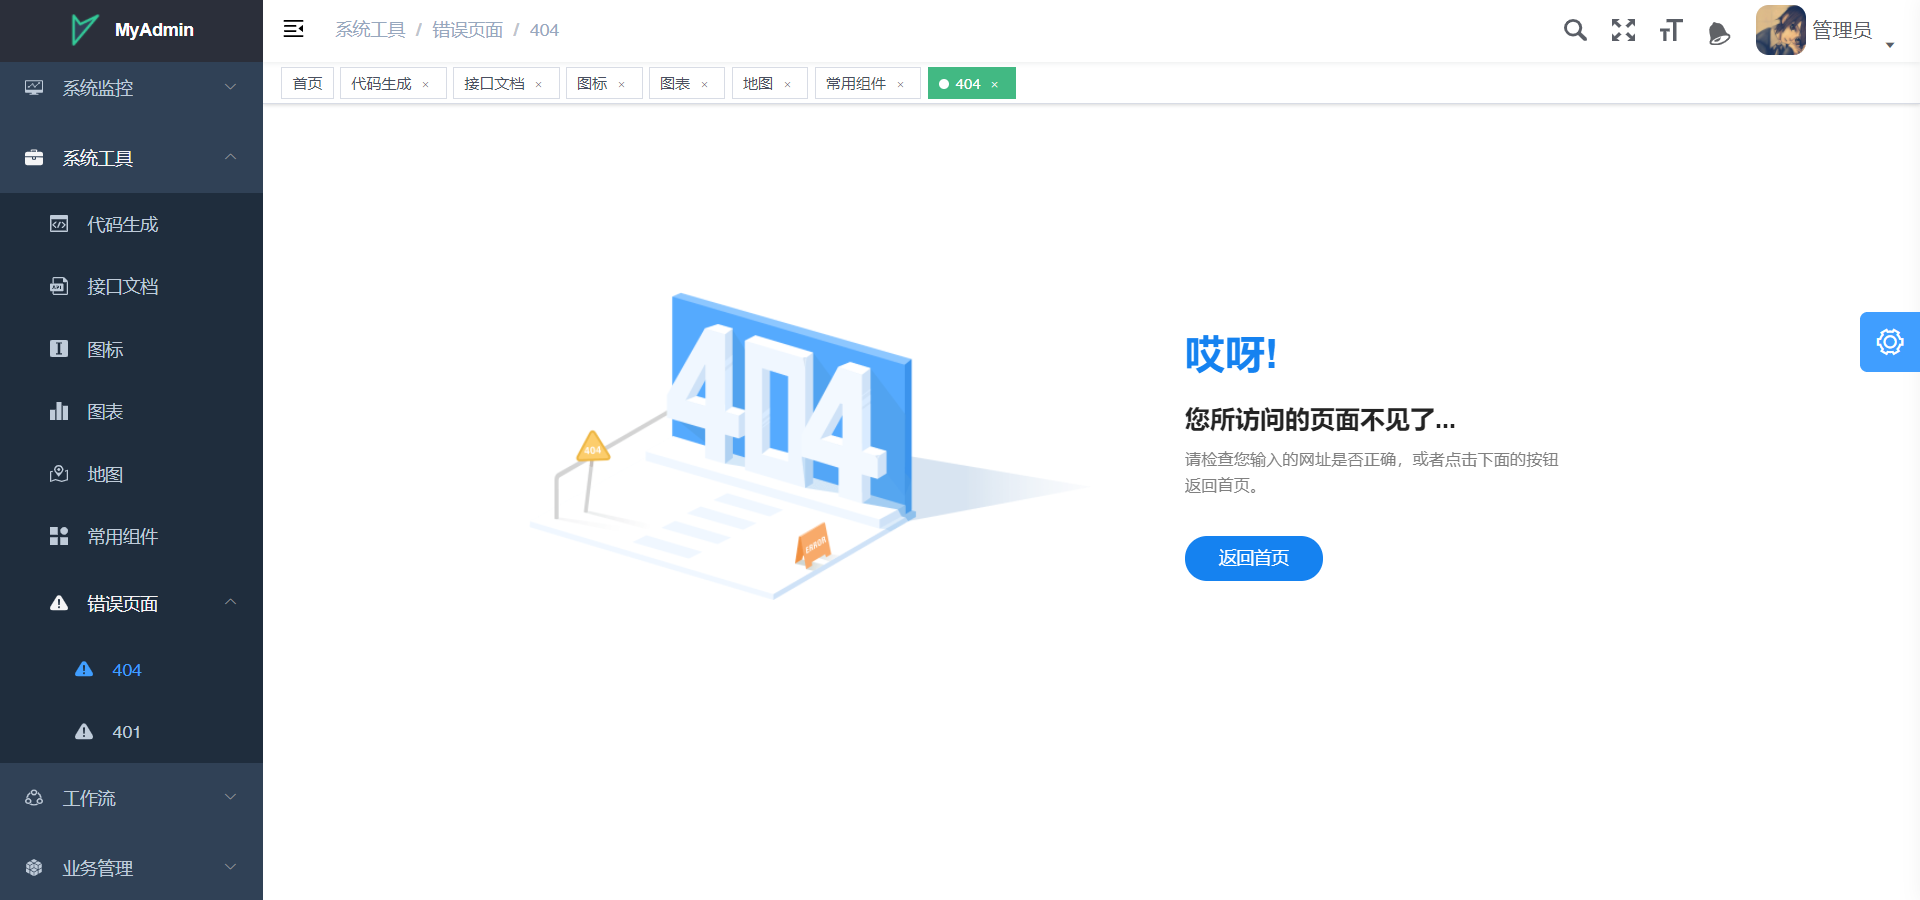 MyAdmin
系统监控
系统工具
代码生成
接口文档
图标
图表
地图
常用组件
错误页面
404
401
工作流
业务管理
系统工具 / 错误页面 / 404
管理员
首页
代码生成 ×
接口文档 ×
图标 ×
图表 ×
地图 ×
常用组件 ×
404 ×
404
404
ERROR
哎呀!
您所访问的页面不见了...
请检查您输入的网址是否正确，或者点击下面的按钮
返回首页。
返回首页